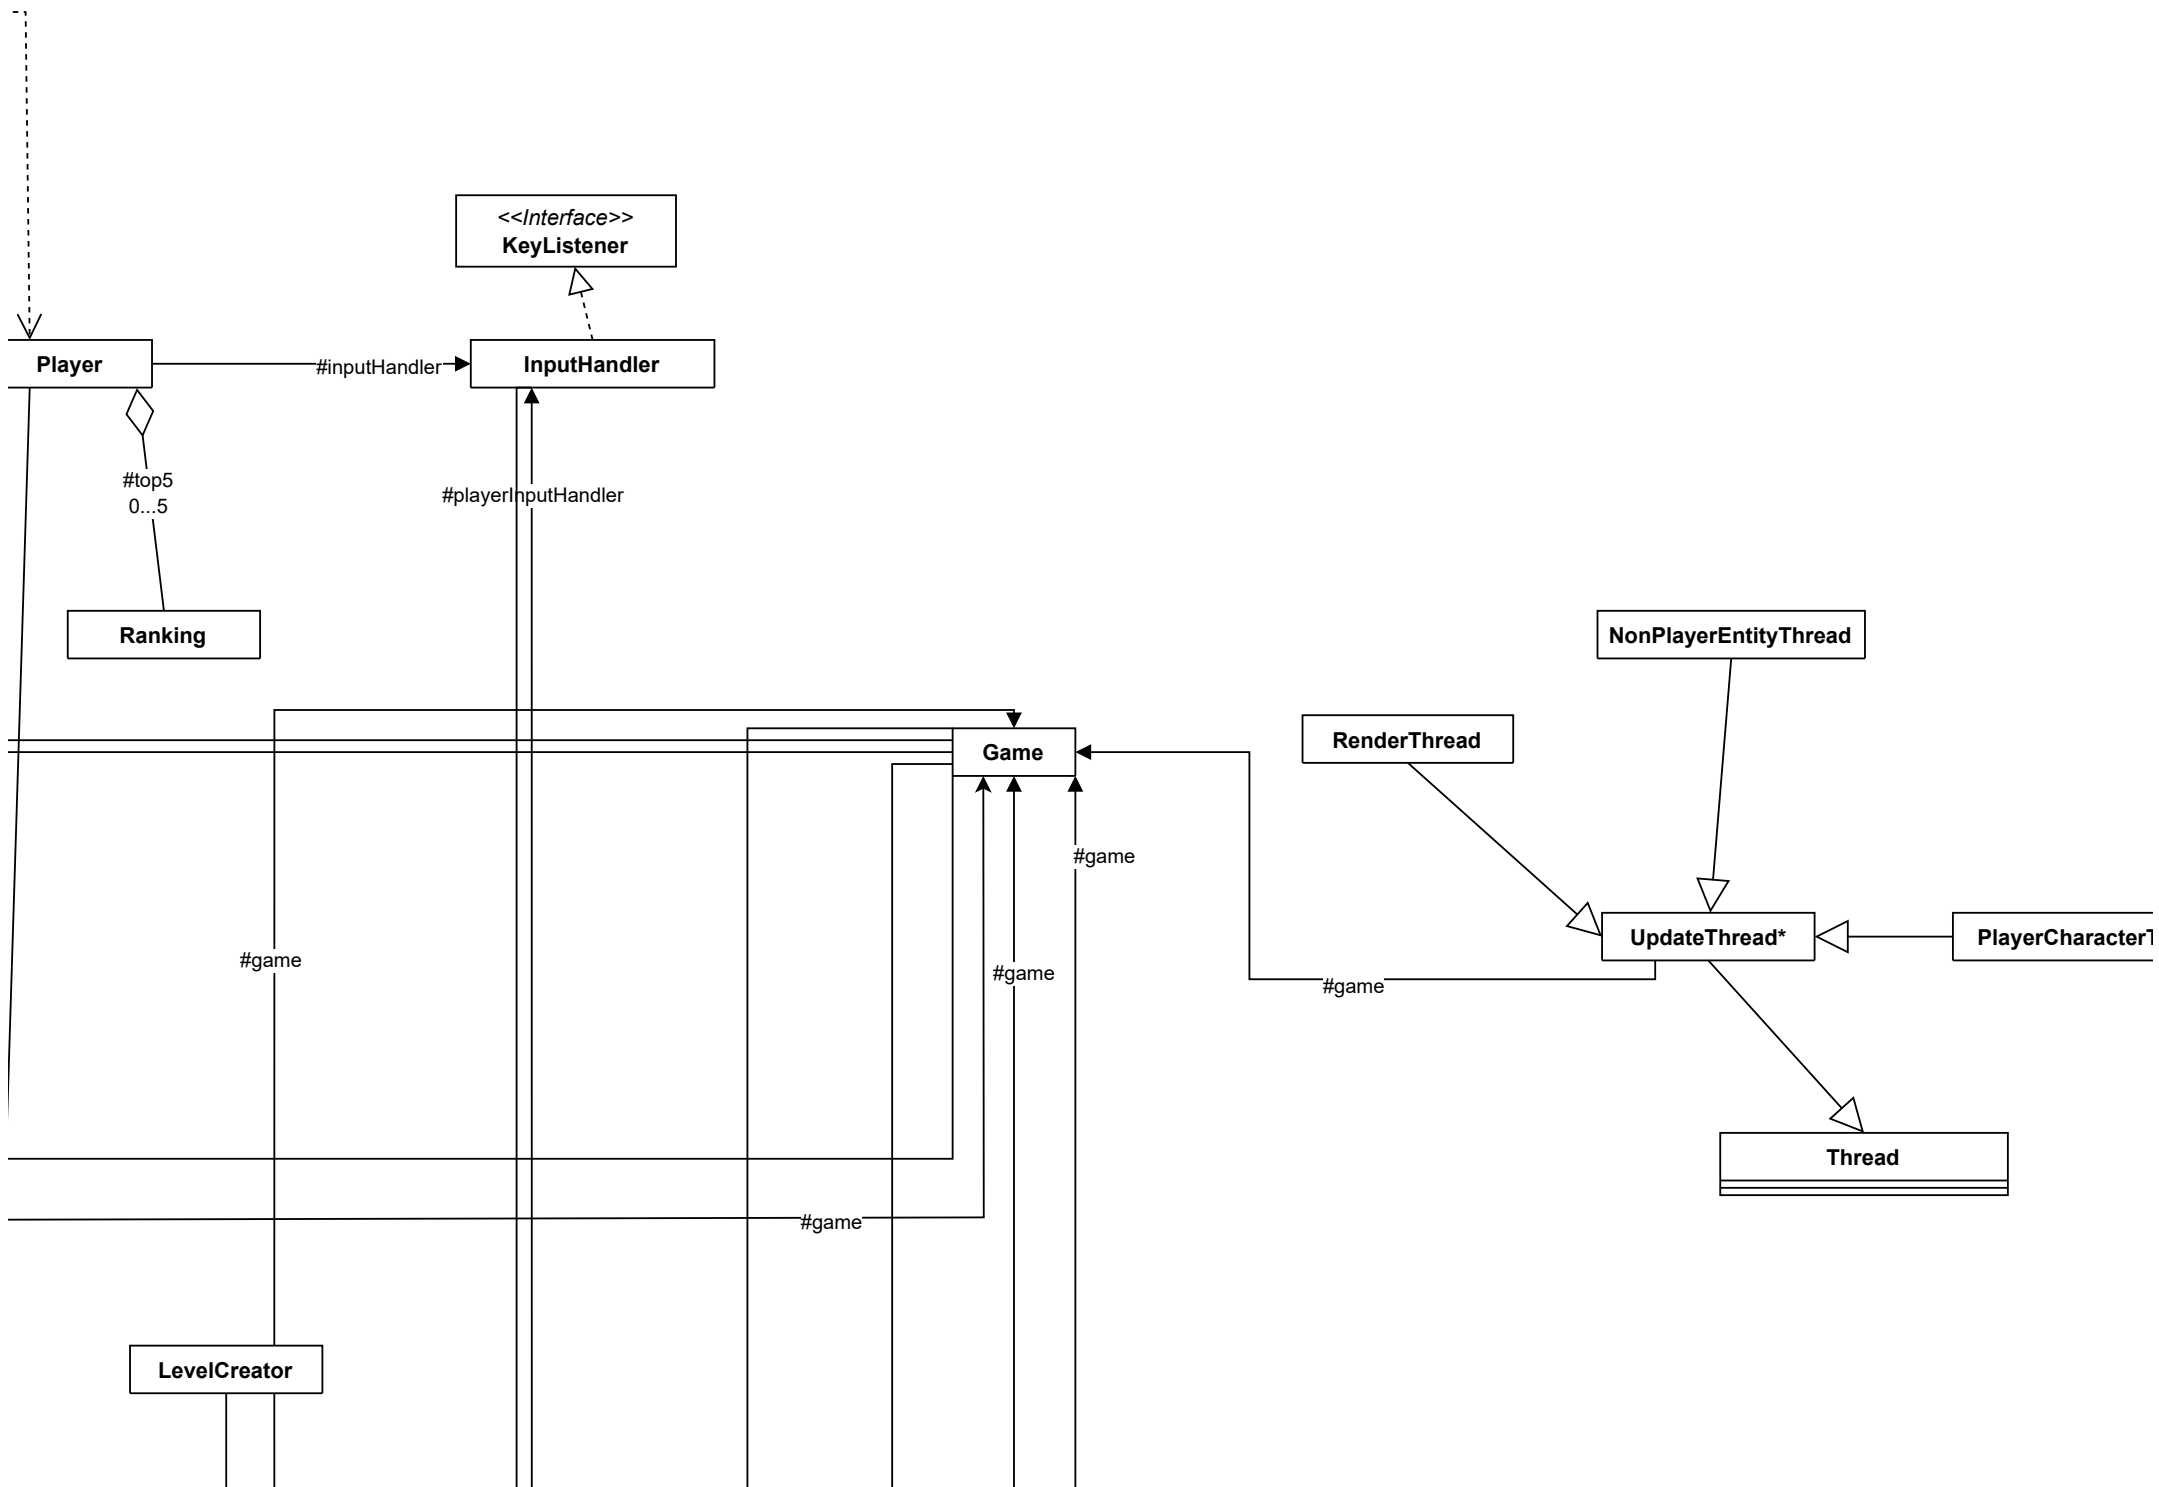 <<Interface>>
KeyListener
Player
#inputHandler
InputHandler
#top5
0...5
#playerInputHandler
Ranking
NonPlayerEntityThread
RenderThread
Game
#game
UpdateThread*
#game
#game
#game
Thread
#game
LevelCreator